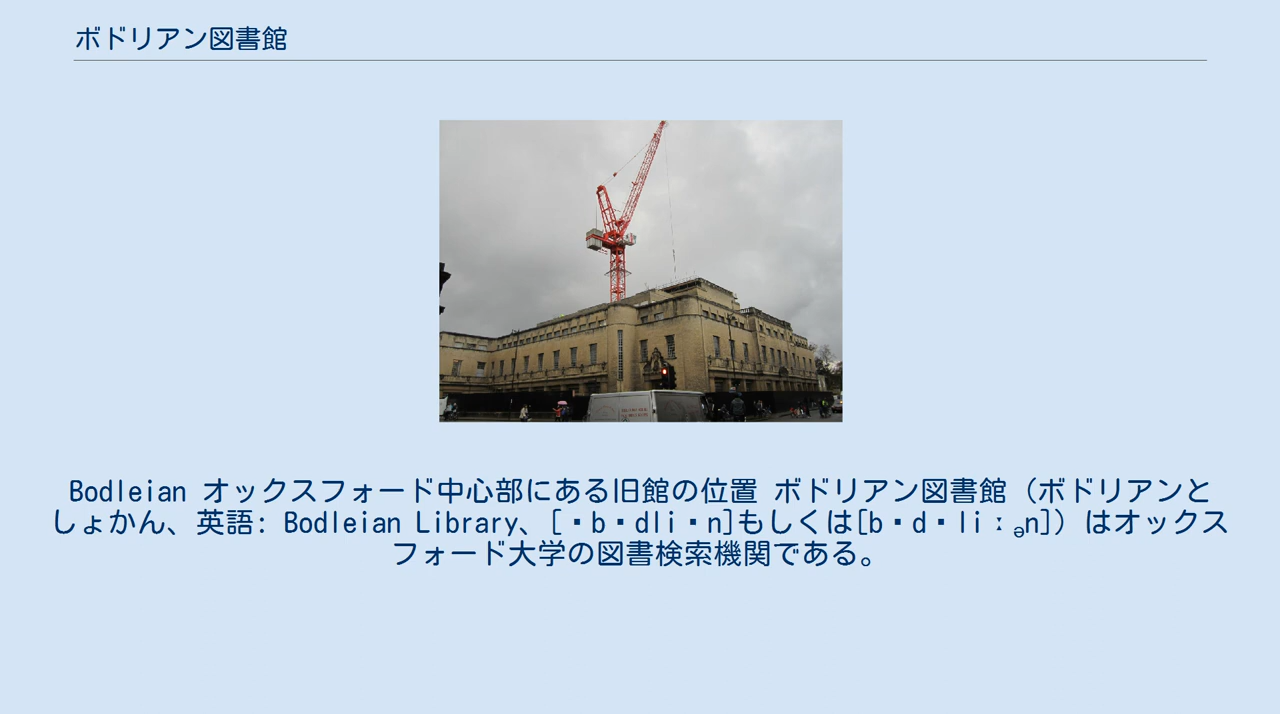 ボドリアン図書館
Bodleian オックスフォード中心部にある旧館の位置 ボドリアン図書館（ボドリアンと
しょかん、英語: Bodleian Library、[▪b▪dli▪n]もしくは[b▪d▪liːən]）はオックス
フォード大学の図書検索機関である。